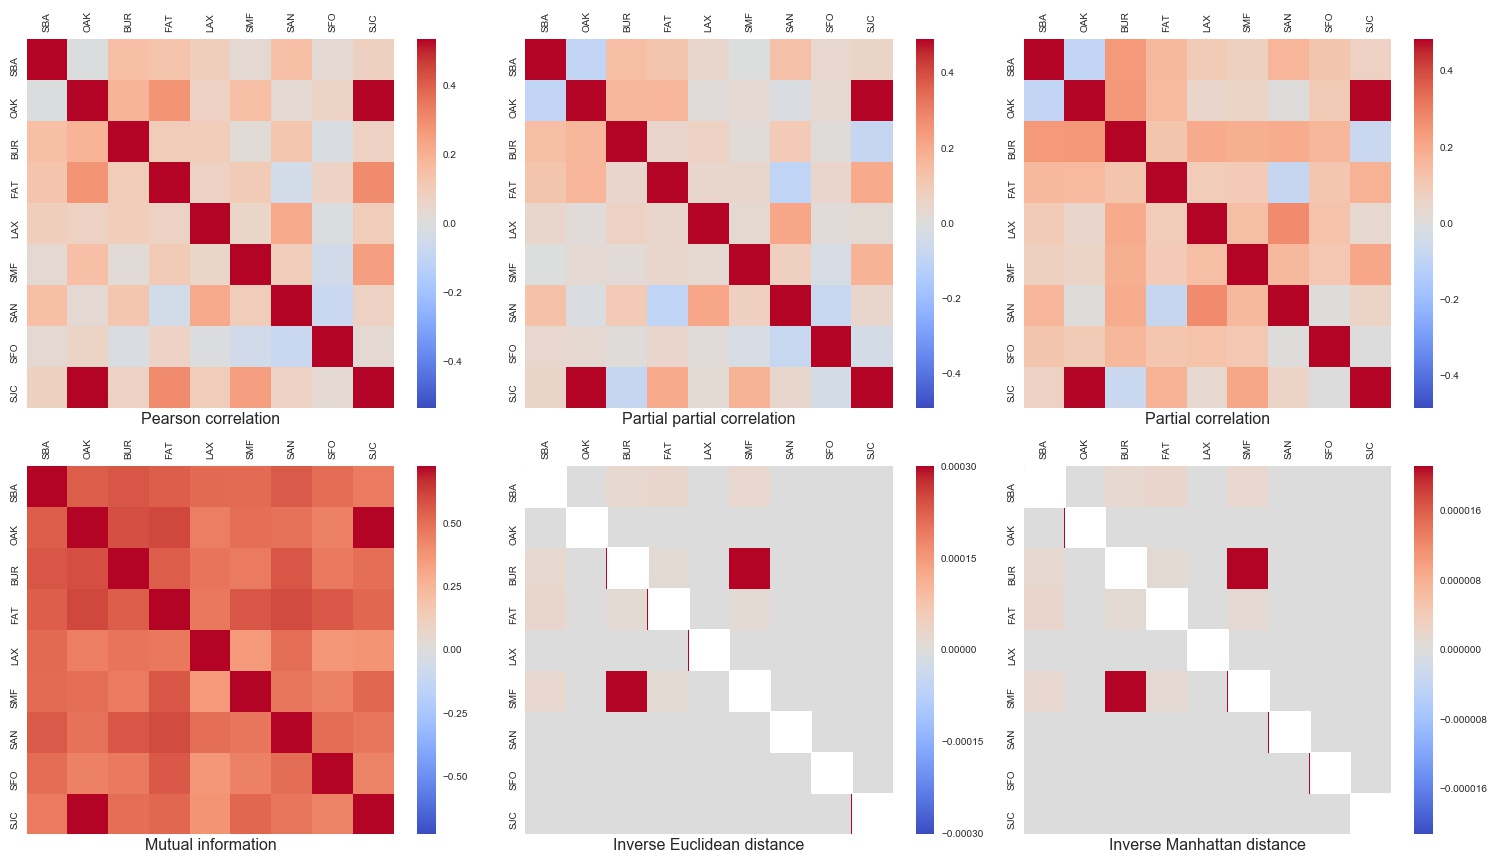 SBA OAK BUR FAT LAX SMF SAN SFO SJC
SBA
OAK
BUR
FAT
LAX
SMF
SAN
SFO
SJC
0.4
0.2
0.0
−0.2
−0.4
Pearson correlation
SBA OAK BUR FAT LAX SMF SAN SFO SJC
SBA
OAK
BUR
FAT
LAX
SMF
SAN
SFO
SJC
0.4
0.2
0.0
−0.2
−0.4
Partial partial correlation
SBA OAK BUR FAT LAX SMF SAN SFO SJC
SBA
OAK
BUR
FAT
LAX
SMF
SAN
SFO
SJC
0.4
0.2
0.0
−0.2
−0.4
Partial correlation
SBA OAK BUR FAT LAX SMF SAN SFO SJC
SBA
OAK
BUR
FAT
LAX
SMF
SAN
SFO
SJC
0.50
0.25
0.00
−0.25
−0.50
Mutual information
SBA OAK BUR FAT LAX SMF SAN SFO SJC
SBA
OAK
BUR
FAT
LAX
SMF
SAN
SFO
SJC
0.00030
0.00015
0.00000
−0.00015
−0.00030
Inverse Euclidean distance
SBA OAK BUR FAT LAX SMF SAN SFO SJC
SBA
OAK
BUR
FAT
LAX
SMF
SAN
SFO
SJC
0.000016
0.000008
0.000000
−0.000008
−0.000016
Inverse Manhattan distance